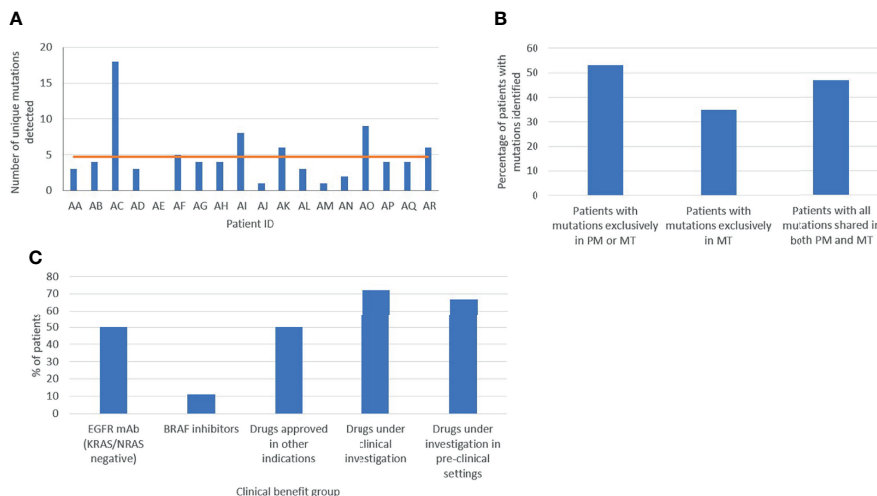 A
Number of unique mutations
detected
20
15
10
5
0
AA AB AC AD AE AF AG AH AI AJ AK AL AM AN AO AP AQ AR
Patient ID
B
Percentage of patients with
mutations identified
60
50
40
30
20
10
0
Patients with
mutations exclusively
in PM or MT
Patients with
mutations exclusively
in MT
Patients with all
mutations shared in
both PM and MT
C
% of patients
80
70
60
50
40
30
20
10
0
EGFR mAb
(KRAS/NRAS
negative)
BRAF inhibitors
Drugs approved
in other
indications
Drugs under
clinical
investigation
Drugs under
investigation in
pre-clinical
settings
Clinical benefit group